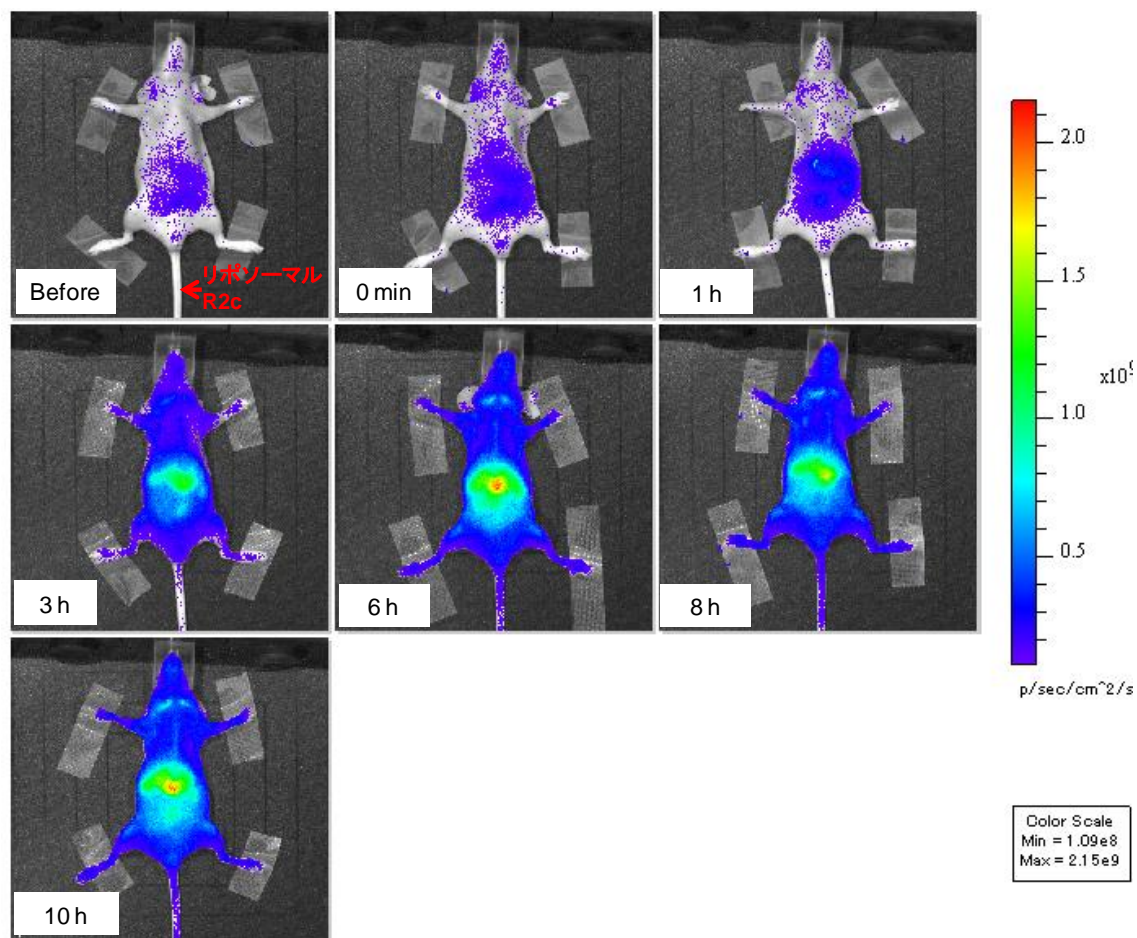 Before
リポソーマル
R2c
0 min
1 h
3 h
6 h
8 h
10 h
2.0
1.5
x10⁹
1.0
0.5
p/sec/cm^2/s
Color Scale
Min = 1.09e8
Max = 2.15e9